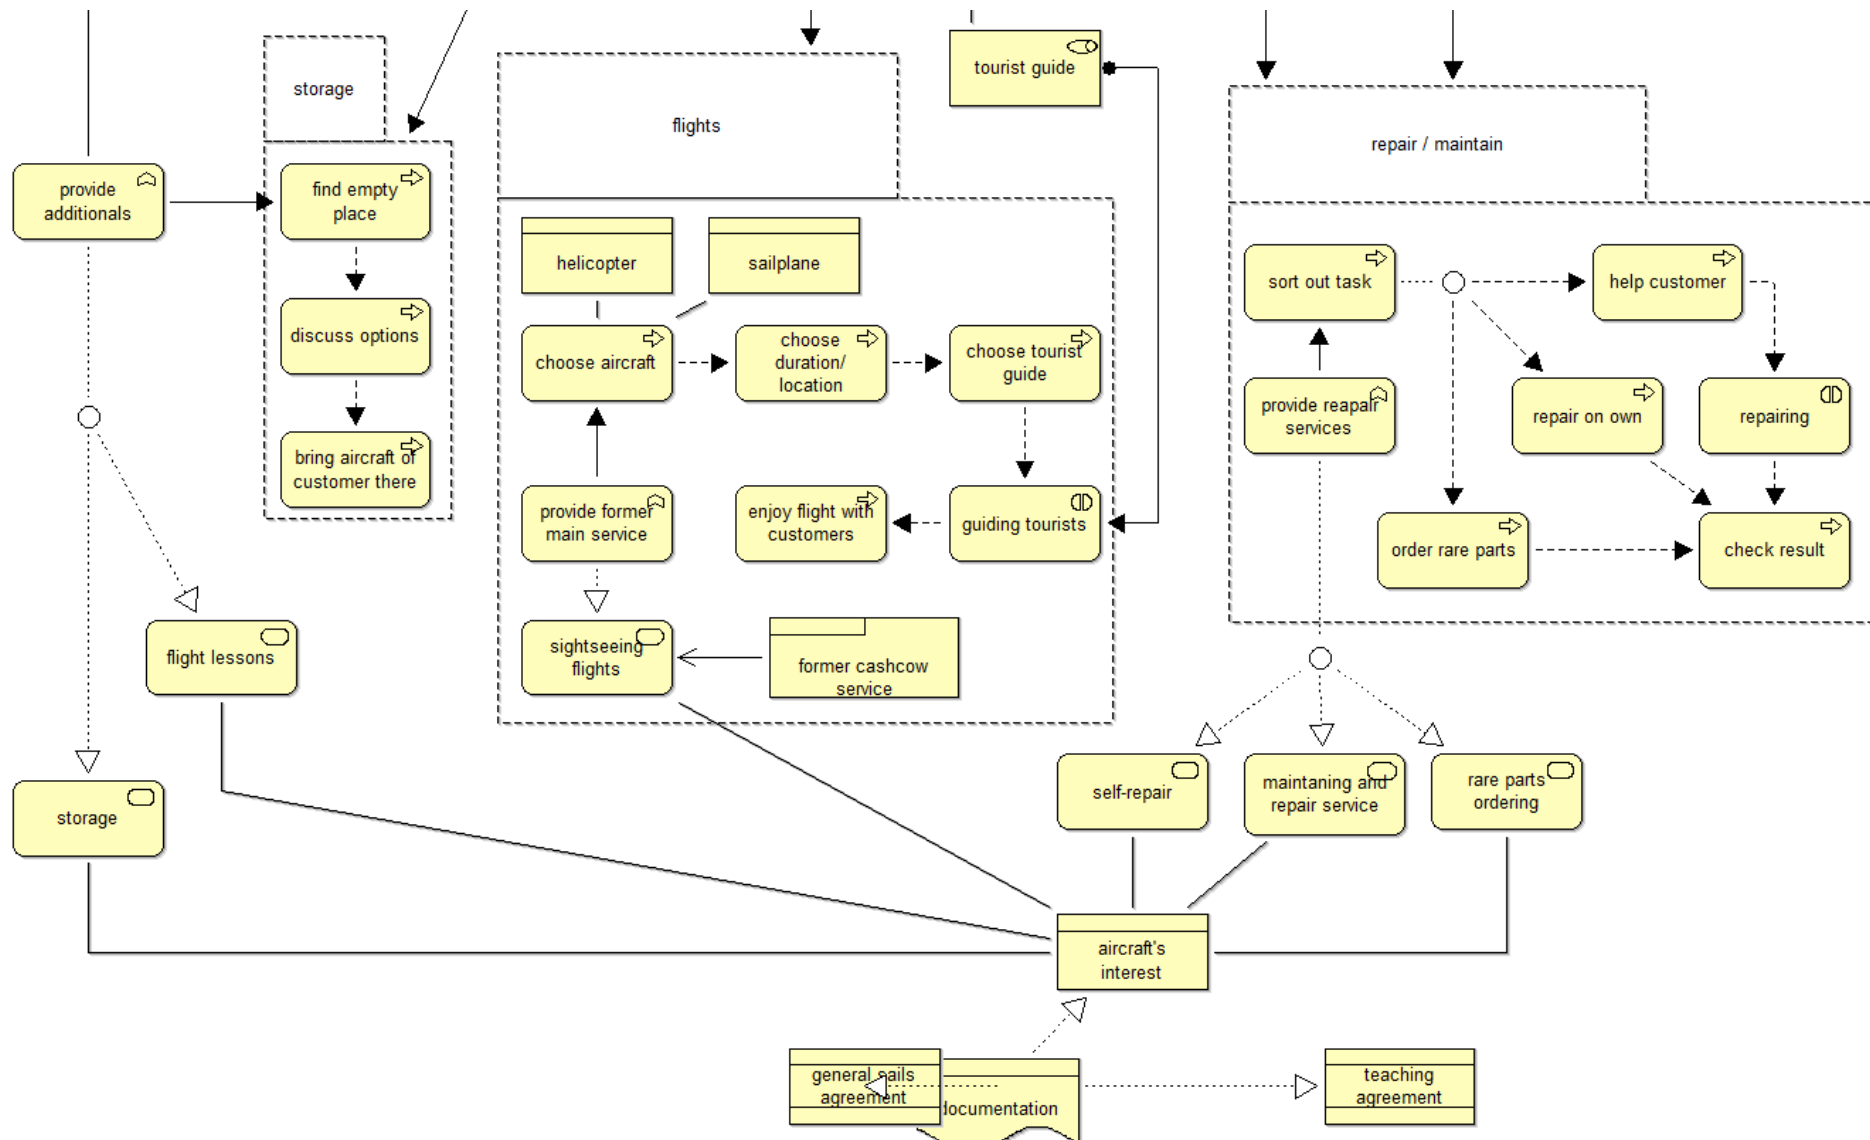 tourist guide
storage
flights
repair / maintain
provide
additionals
find empty
place
helicopter
sailplane
sort out task
help customer
discuss options
choose aircraft
choose
duration/
location
choose tourist
guide
provide reapair
services
repair on own
repairing
bring aircraft of
customer there
provide former
main service
enjoy flight with
customers
guiding tourists
order rare parts
check result
flight lessons
sightseeing
flights
former cashcow
service
storage
self-repair
maintaning and
repair service
rare parts
ordering
aircraft's
interest
general sails
agreement
documentation
teaching
agreement